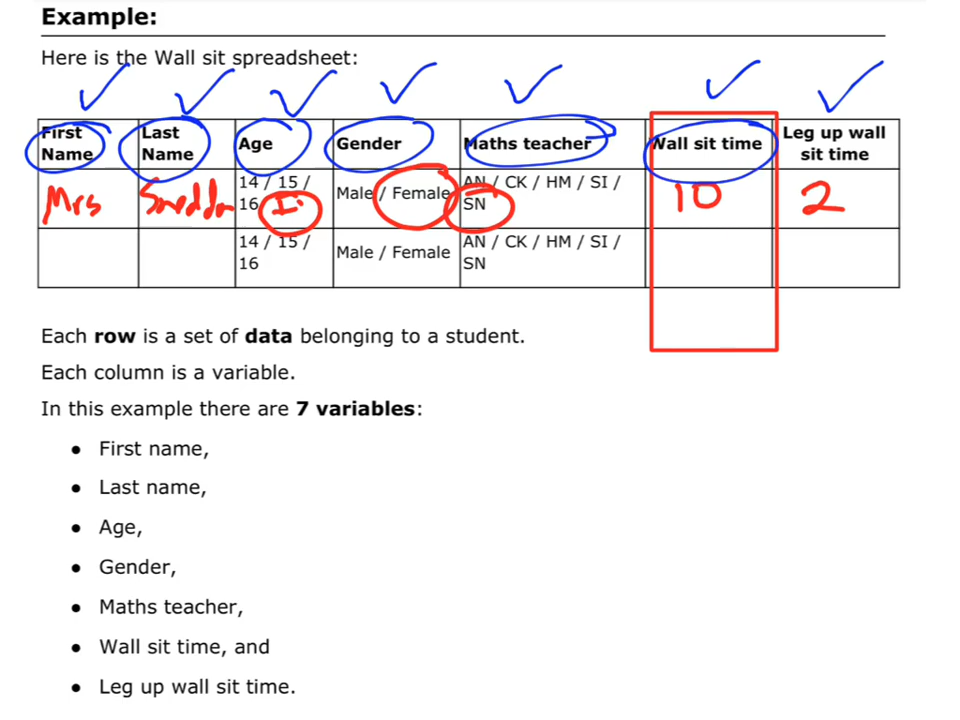 Example:
Here is the Wall sit spreadsheet:
First Name Last Name Age Gender Maths teacher Wall sit time Leg up wall sit time
Mrs 14 / 15 / 16 Male / Female AN / CK / HM / SI / SN 10 2
14 / 15 / 16 Male / Female AN / CK / HM / SI / SN
Each row is a set of data belonging to a student.
Each column is a variable.
In this example there are 7 variables:
• First name,
• Last name,
• Age,
• Gender,
• Maths teacher,
• Wall sit time, and
• Leg up wall sit time.